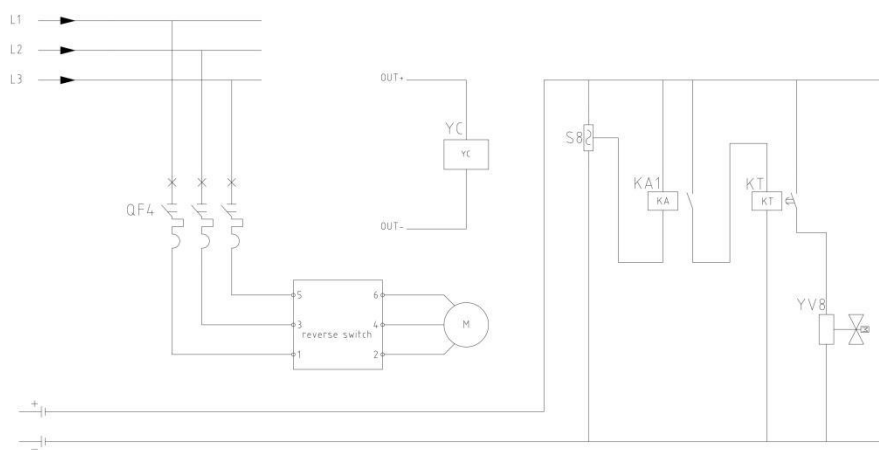 L1
L2
L3
OUT+
YC
YC
OUT-
S8
KA1
KA
KT
KT
QF4
5
6
3
4
M
reverse switch
1
2
YV8
M
+
-